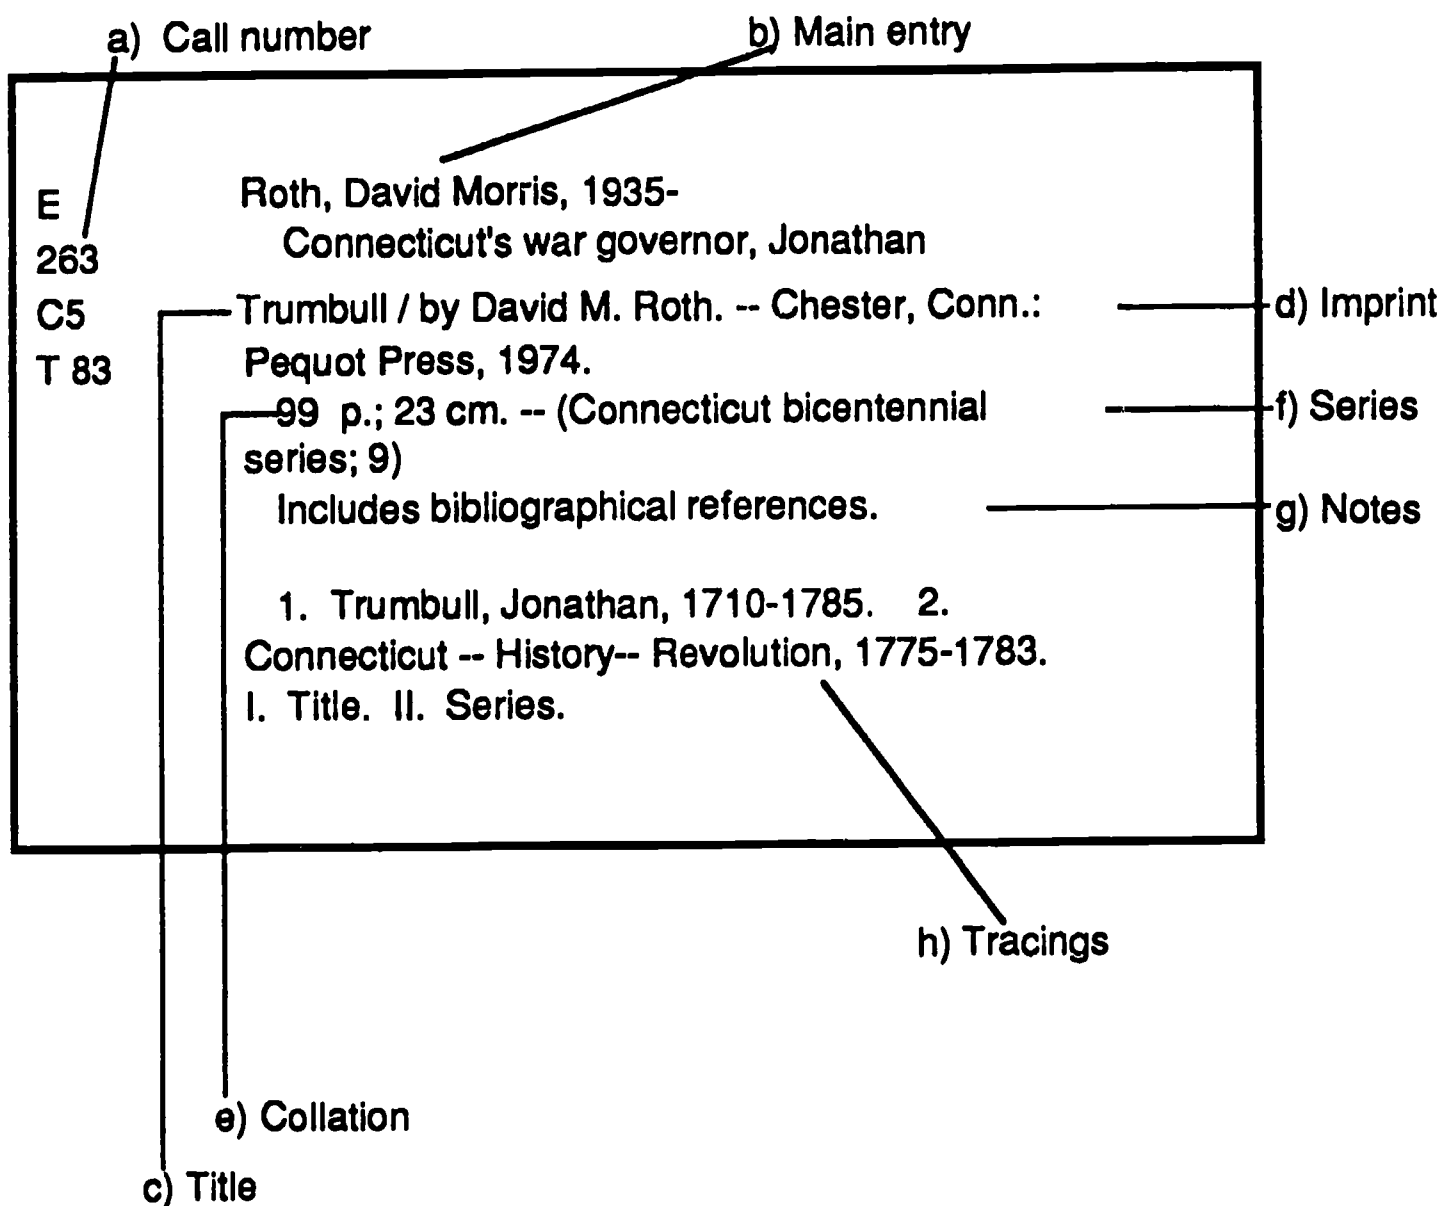 a) Call number
b) Main entry
E
263
C5
T 83
Roth, David Morris, 1935-
Connecticut's war governor, Jonathan
Trumbull / by David M. Roth. -- Chester, Conn.:
Pequot Press, 1974.
99 p.; 23 cm. -- (Connecticut bicentennial
series; 9)
Includes bibliographical references.
1. Trumbull, Jonathan, 1710-1785. 2.
Connecticut -- History-- Revolution, 1775-1783.
I. Title. II. Series.
d) Imprint
f) Series
g) Notes
h) Tracings
e) Collation
c) Title